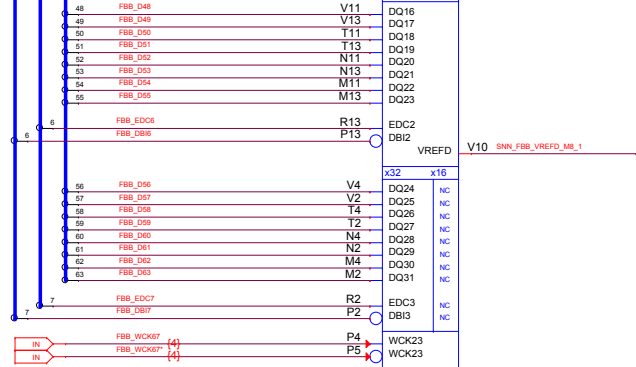 48 FBB_D48 V11 DQ16
49 FBB_D49 V13 DQ17
50 FBB_D50 T11 DQ18
51 FBB_D51 T13 DQ19
52 FBB_D52 N11 DQ20
53 FBB_D53 N13 DQ21
54 FBB_D54 M11 DQ22
55 FBB_D55 M13 DQ23
6 FBB_EDC6 R13 EDC2
6 FBB_DBI6 P13 DBI2
VREFD V10 SNN_FBB_VREFD_M8_1
x32 x16
56 FBB_D56 V4 DQ24 NC
57 FBB_D57 V2 DQ25 NC
58 FBB_D58 T4 DQ26 NC
59 FBB_D59 T2 DQ27 NC
60 FBB_D60 N4 DQ28 NC
61 FBB_D61 N2 DQ29 NC
62 FBB_D62 M4 DQ30 NC
63 FBB_D63 M2 DQ31 NC
7 FBB_EDC7 R2 EDC3 NC
7 FBB_DBI7 P2 DBI3 NC
IN FBB_WCK67 {4} P4 WCK23
IN FBB_WCK67* {4} P5 WCK23